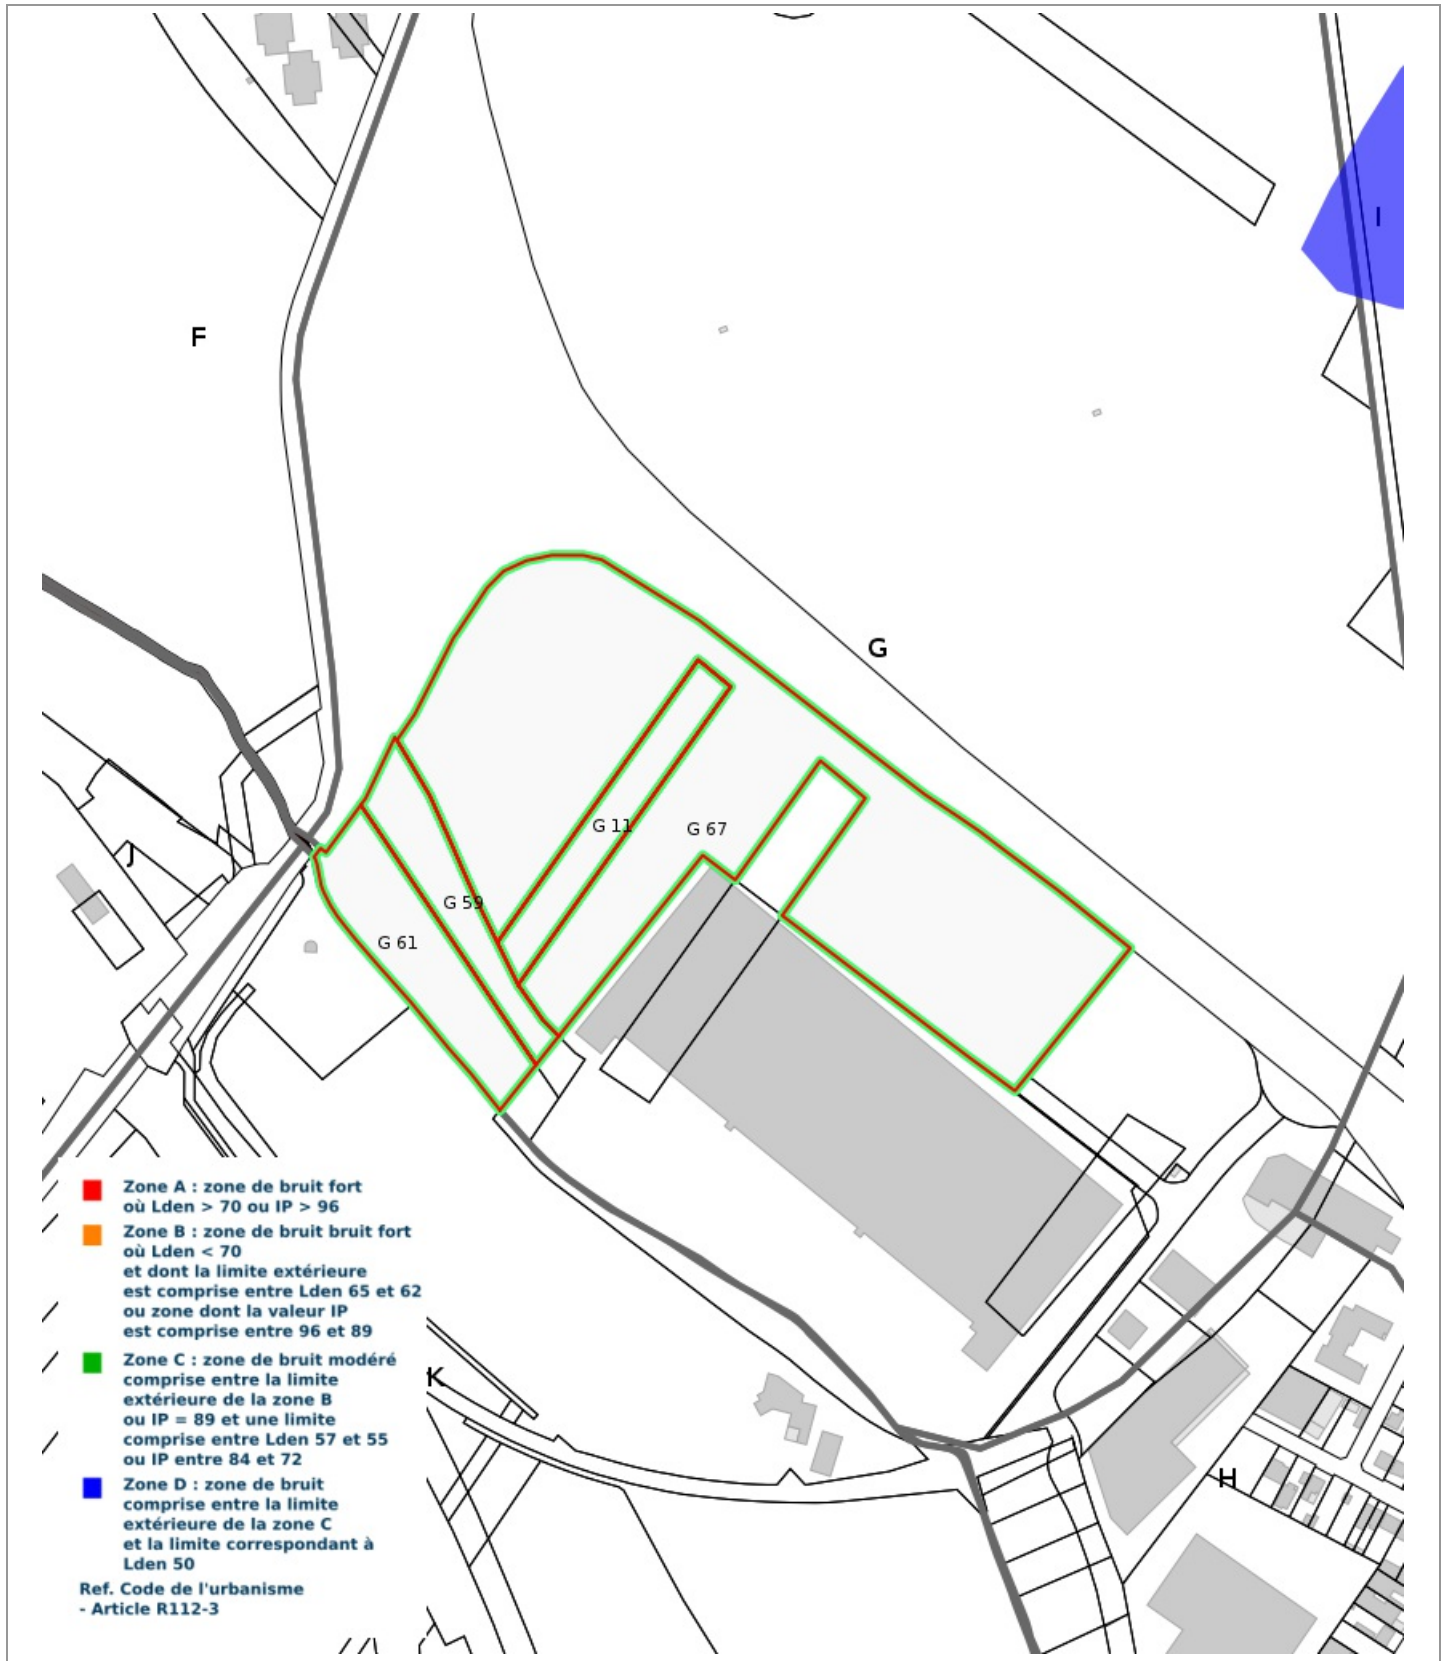 I
F
G
G 11
G 67
J
G 59
G 61
Zone A : zone de bruit fort
où Lden > 70 ou IP > 96
Zone B : zone de bruit bruit fort
où Lden < 70
et dont la limite extérieure
est comprise entre Lden 65 et 62
ou zone dont la valeur IP
est comprise entre 96 et 89
Zone C : zone de bruit modéré
comprise entre la limite
extérieure de la zone B
ou IP = 89 et une limite
comprise entre Lden 57 et 55
ou IP entre 84 et 72
Zone D : zone de bruit
comprise entre la limite
extérieure de la zone C
et la limite correspondant à
Lden 50
Ref. Code de l'urbanisme
- Article R112-3
K
H